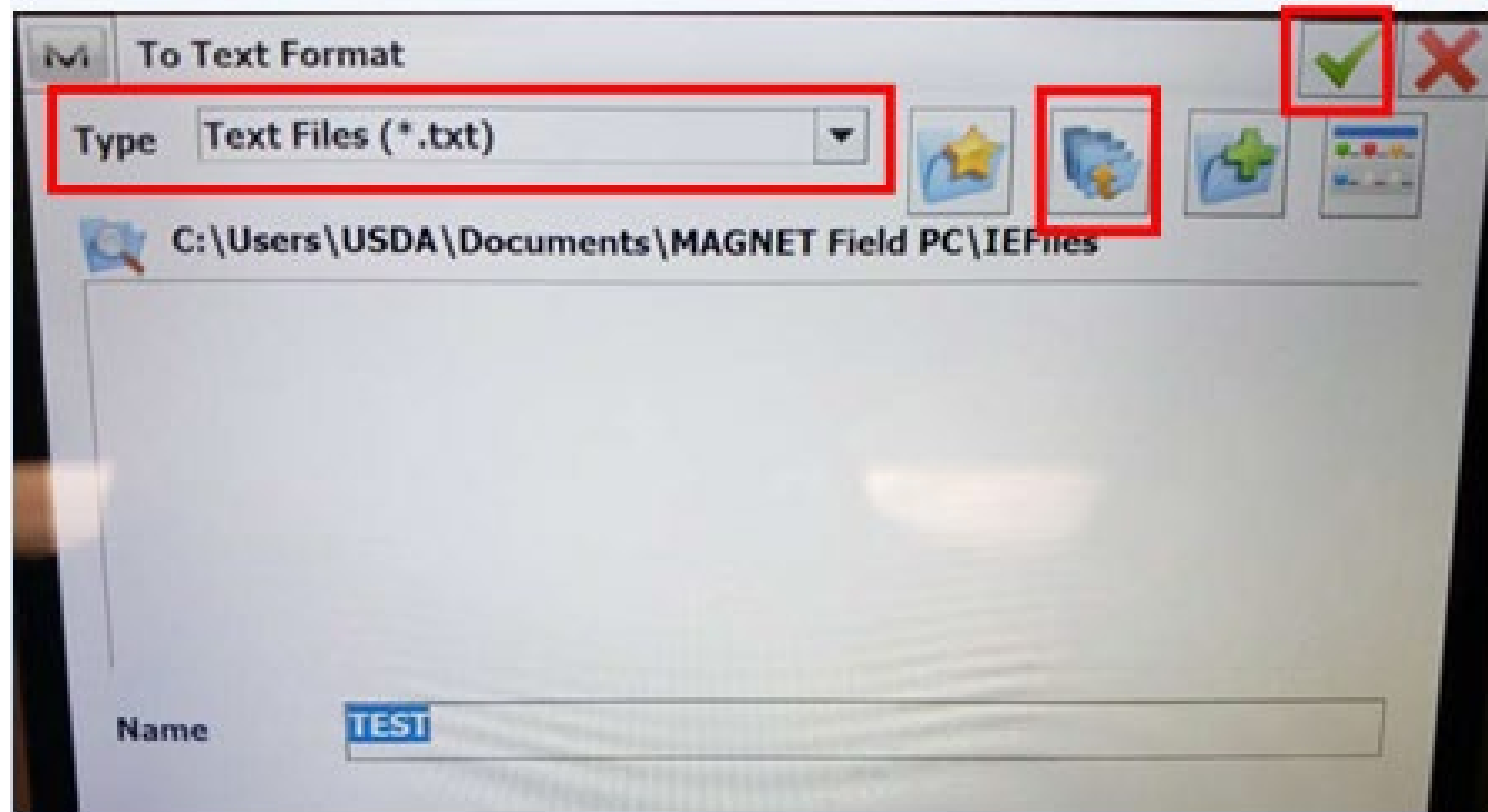 To Text Format
Type Text Files (*.txt)
C:\Users\USDA\Documents\MAGNET Field PC\IEFiles
Name TEST